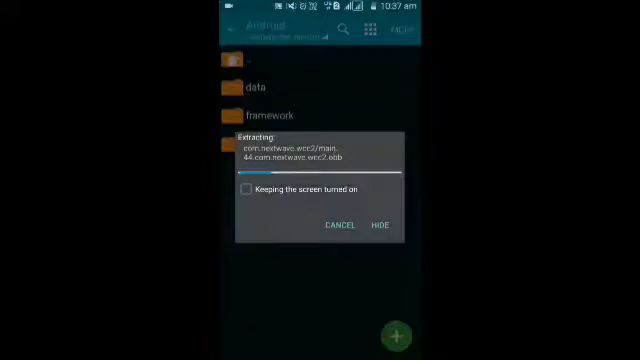 10:37 am
Android
MORE
..
data
framework
Extracting:
com.nextwave.wcc2/main.
44.com.nextwave.wcc2.obb
Keeping the screen turned on
CANCEL HIDE